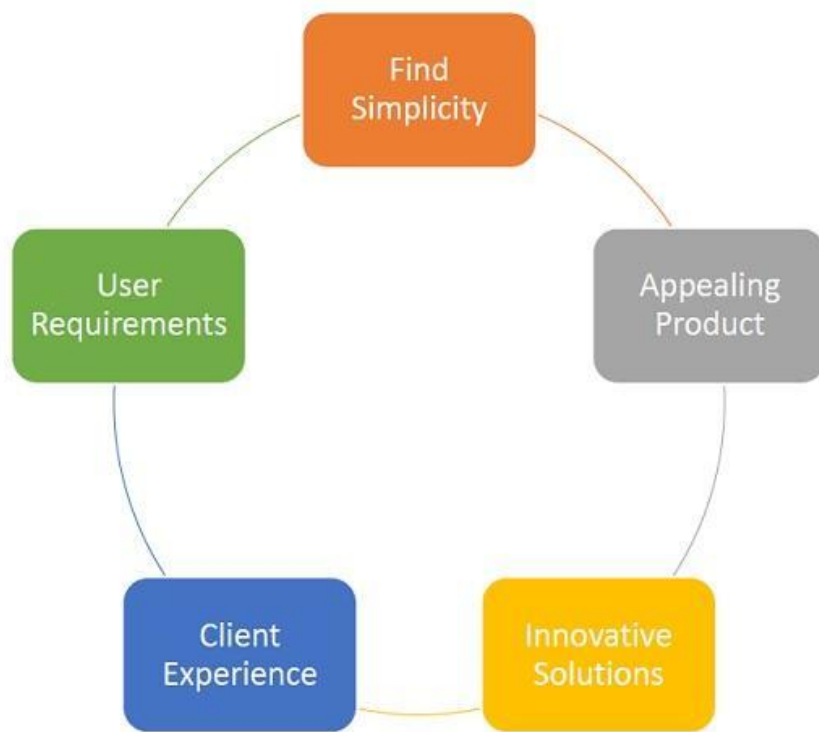 Find
Simplicity
Appealing
Product
Innovative
Solutions
Client
Experience
User
Requirements